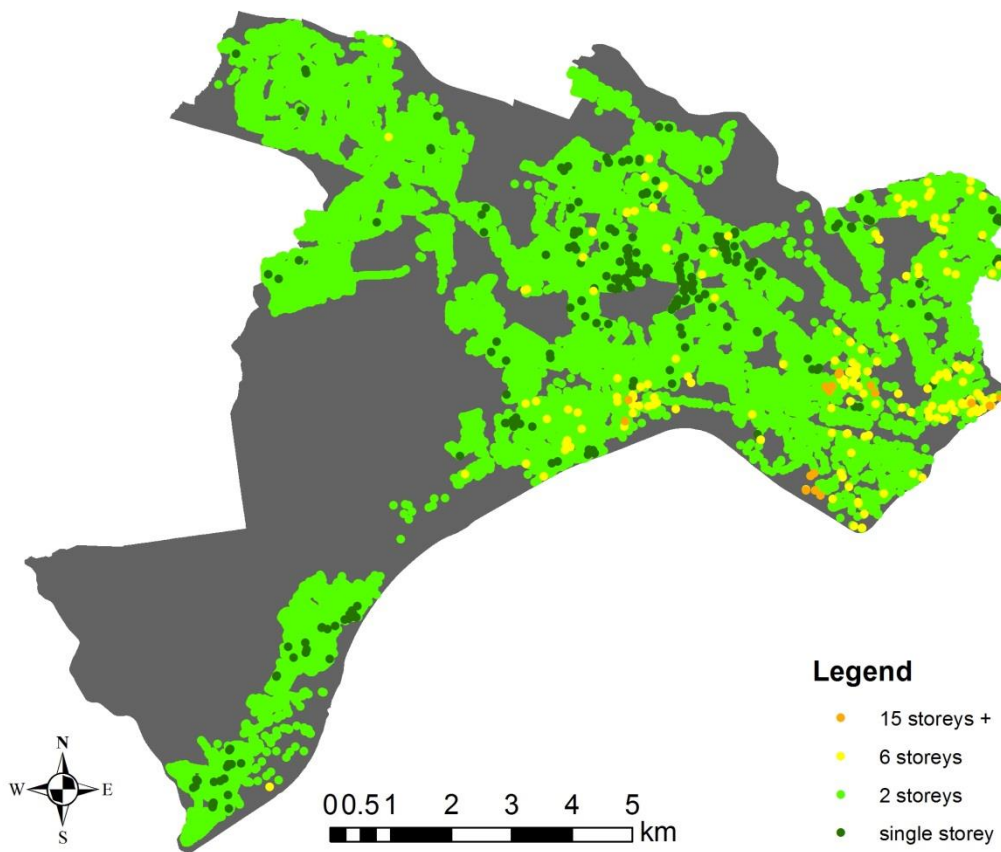 Legend
15 storeys +
6 storeys
2 storeys
single storey
N
W E
S
0 0.5 1 2 3 4 5
km